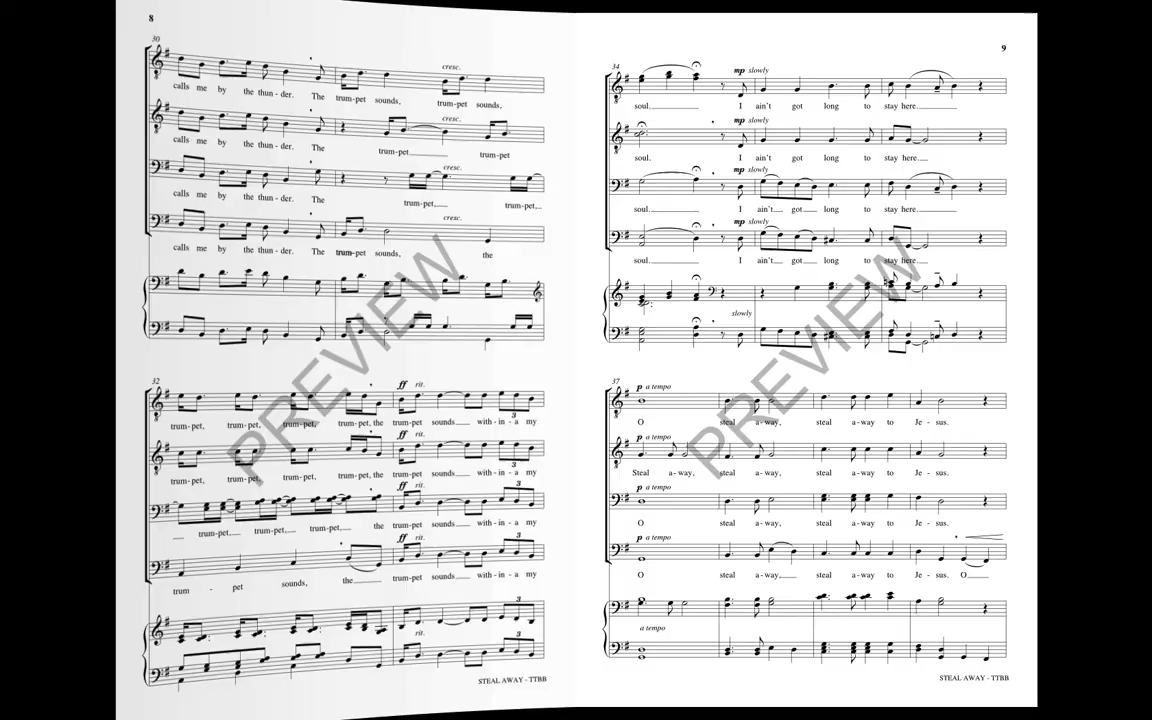 8
30
cresc.
calls me by the thun - der. The trum-pet sounds, trum-pet sounds,
cresc.
calls me by the thun - der. The trum-pet trum-pet
cresc.
calls me by the thun - der. The trum-pet, trum-pet,
cresc.
calls me by the thun - der. The trum-pet sounds, the
PREVIEW
32
ff rit.
trum-pet, trum-pet, trum-pet, trum-pet, the trum-pet sounds with - in - a my
ff rit.
trum-pet, trum-pet, trum-pet, trum-pet, the trum-pet sounds with - in - a my
ff rit.
trum-pet, trum-pet, trum-pet, the trum-pet sounds with - in - a my
ff rit.
trum - pet sounds, the trum-pet sounds with - in - a my
rit.
STEAL AWAY - TTBB
9
34
mp slowly
soul. I ain't got long to stay here.
mp slowly
soul. I ain't got long to stay here.
mp slowly
soul. I ain't got long to stay here.
mp slowly
soul. I ain't got long to stay here.
slowly
PREVIEW
37
p a tempo
O steal a-way, steal a-way to Je - sus.
p a tempo
Steal a-way, steal a-way, steal a-way to Je - sus.
p a tempo
O steal a-way, steal a-way to Je - sus.
p a tempo
O steal a-way, steal a-way to Je - sus. O
a tempo
STEAL AWAY - TTBB